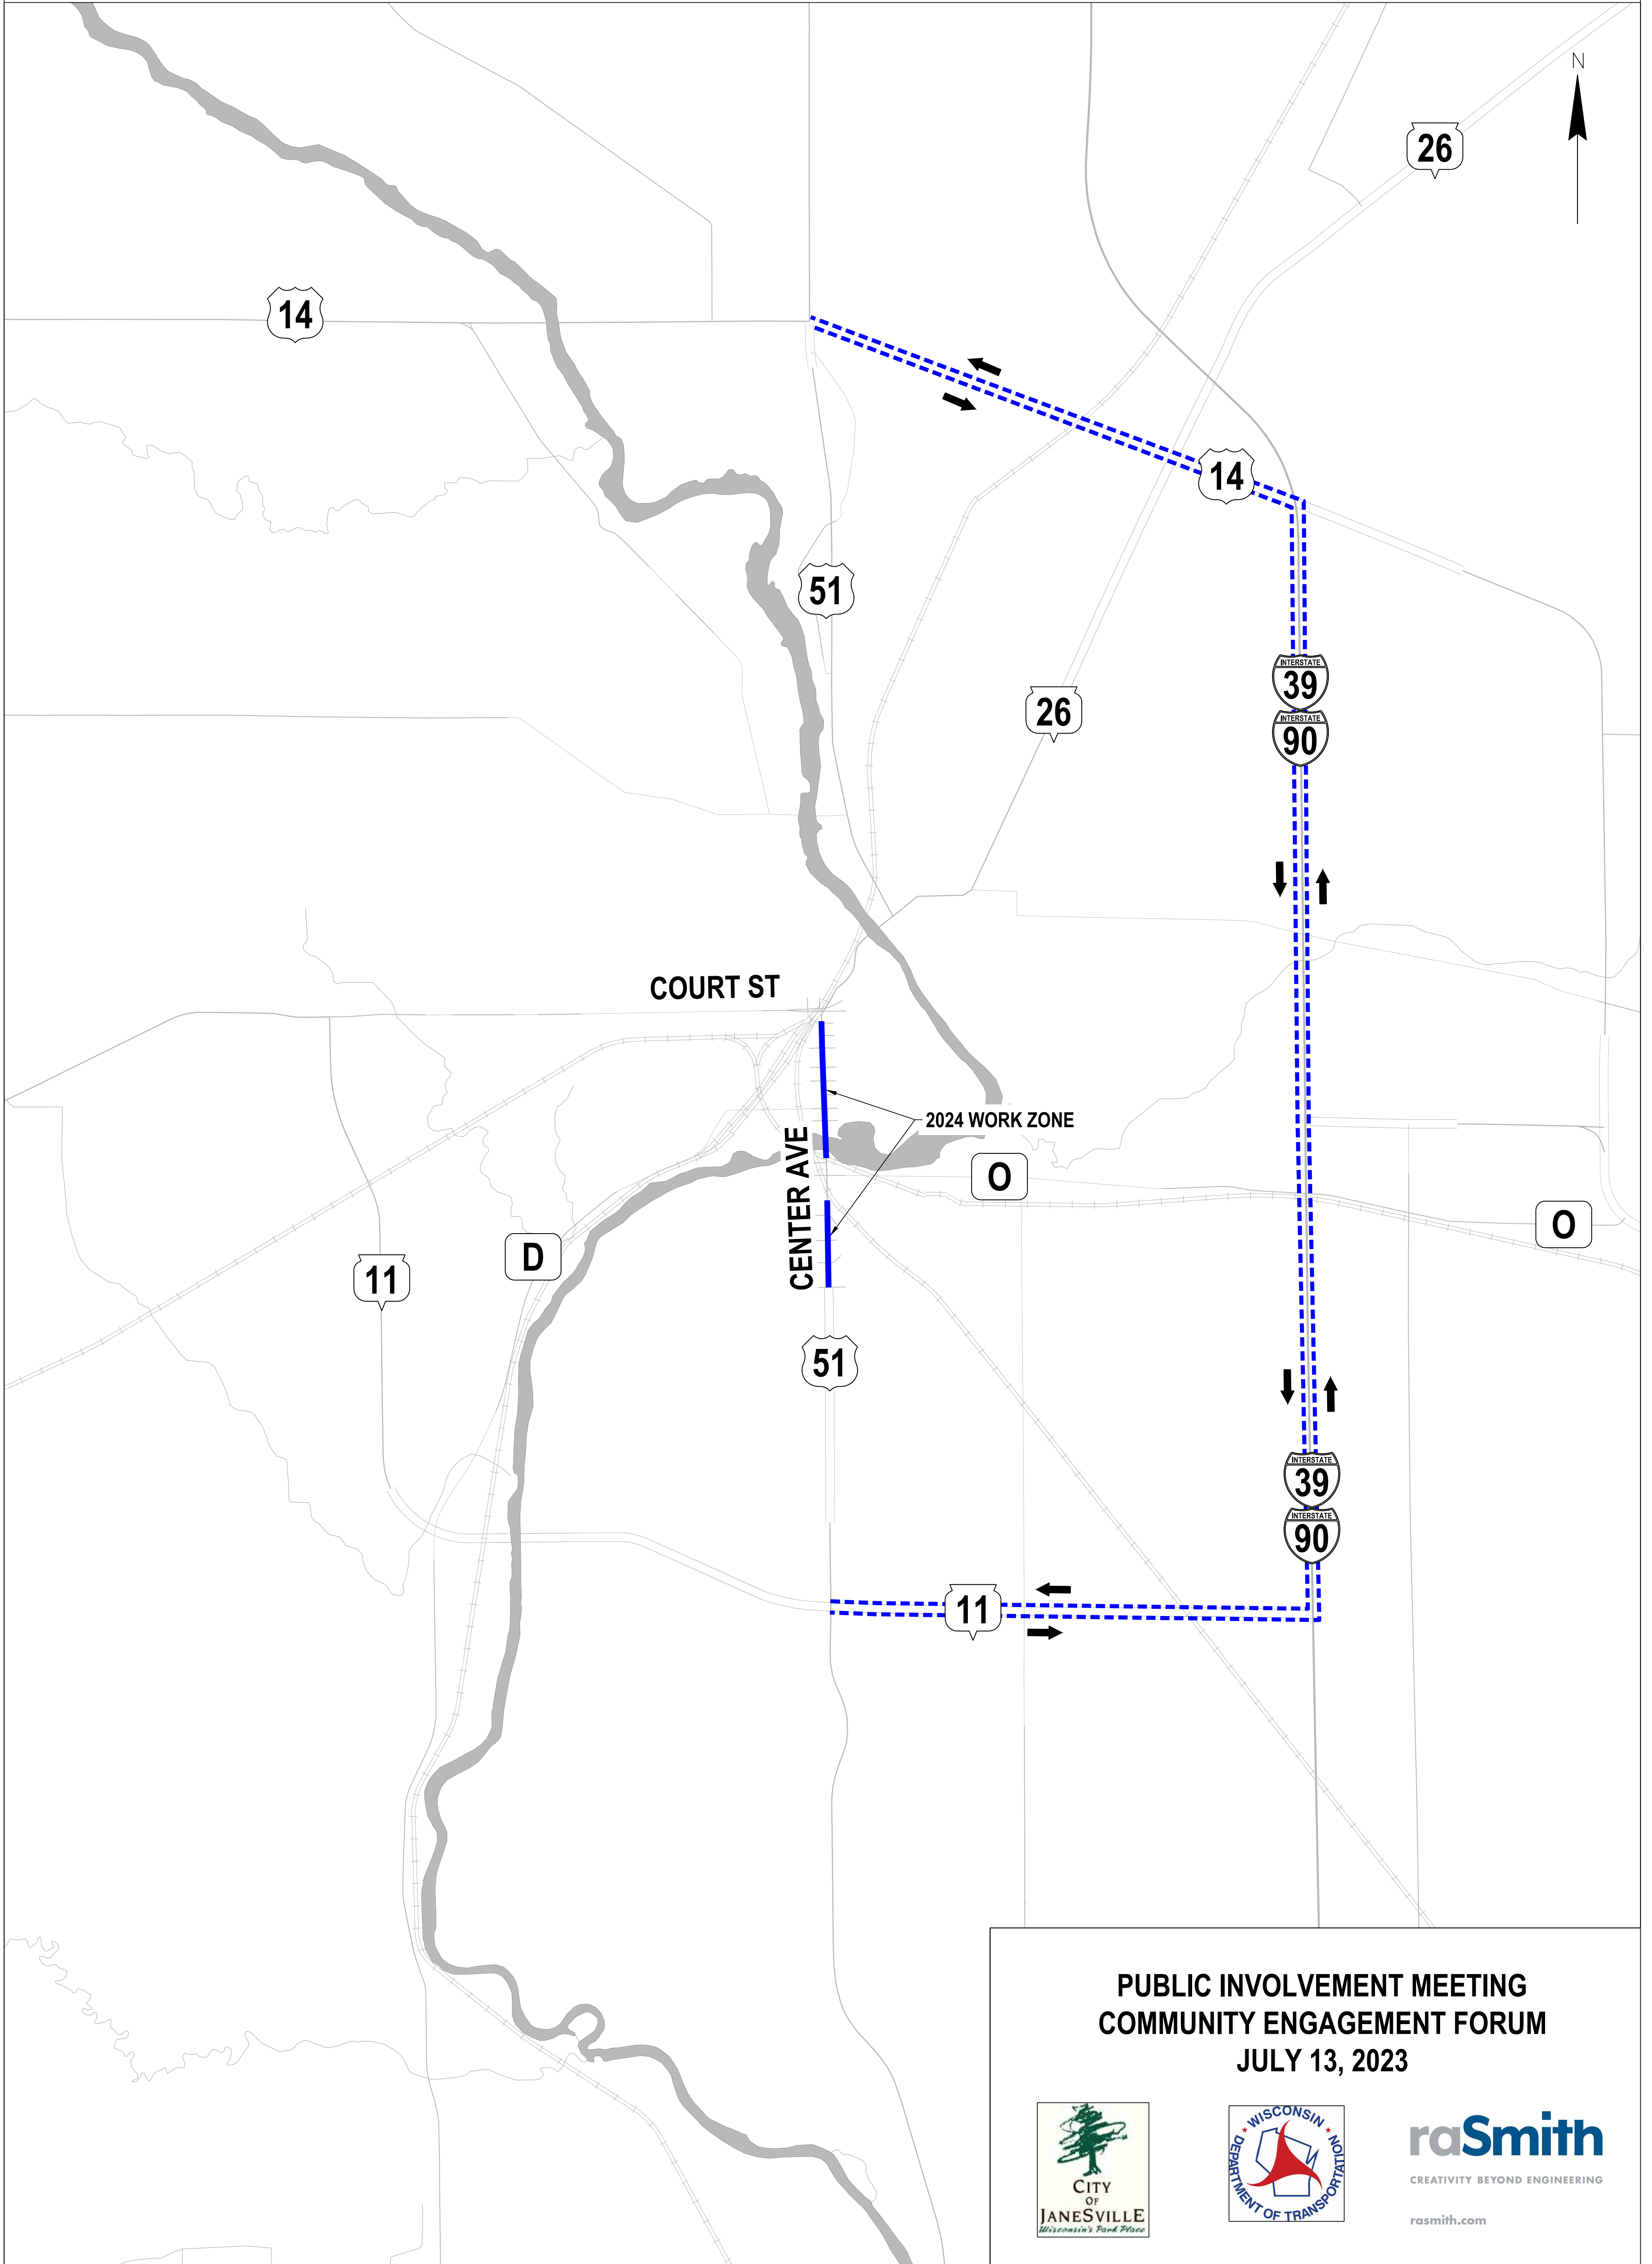 N
26
14
14
51
INTERSTATE
39
INTERSTATE
90
26
COURT ST
2024 WORK ZONE
CENTER AVE
O
O
D
11
51
INTERSTATE
39
INTERSTATE
90
11
PUBLIC INVOLVEMENT MEETING
COMMUNITY ENGAGEMENT FORUM
JULY 13, 2023
CITY
OF
JANESVILLE
Wisconsin's Park Place
WISCONSIN
DEPARTMENT OF TRANSPORTATION
raSmith
CREATIVITY BEYOND ENGINEERING
rasmith.com